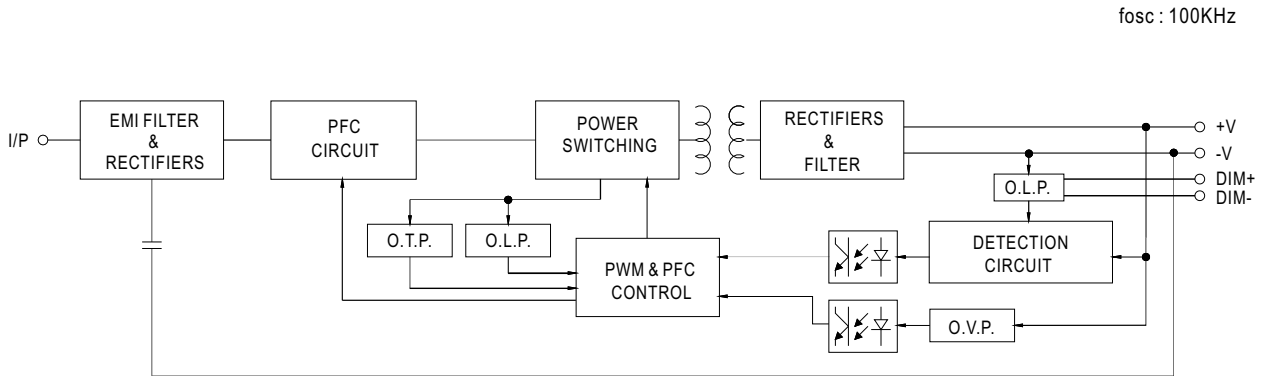 fosc : 100KHz
I/P
EMI FILTER
&
RECTIFIERS
PFC
CIRCUIT
POWER
SWITCHING
RECTIFIERS
&
FILTER
+V
-V
DIM+
DIM-
O.L.P.
O.T.P.
O.L.P.
PWM & PFC
CONTROL
DETECTION
CIRCUIT
O.V.P.